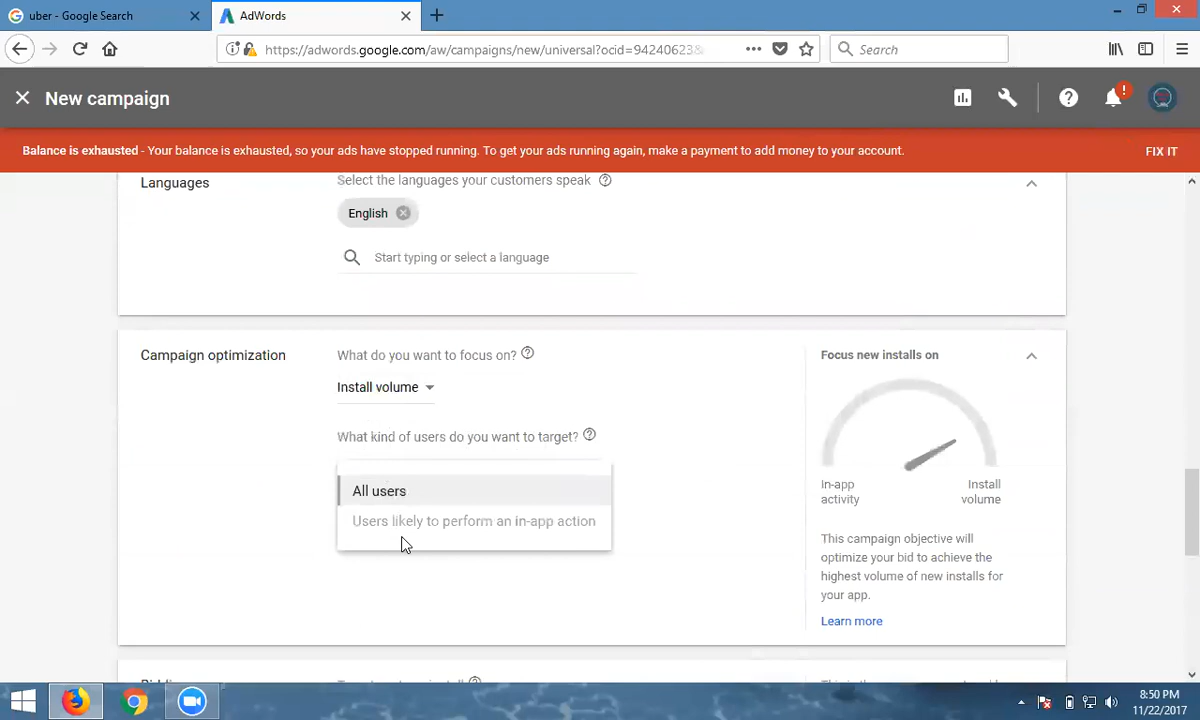 uber - Google Search
AdWords
https://adwords.google.com/aw/campaigns/new/universal?ocid=94240623&
Search
New campaign
Balance is exhausted - Your balance is exhausted, so your ads have stopped running. To get your ads running again, make a payment to add money to your account.
FIX IT
Languages
Select the languages your customers speak
English
Start typing or select a language
Campaign optimization
What do you want to focus on?
Install volume
What kind of users do you want to target?
All users
Users likely to perform an in-app action
Focus new installs on
In-app activity
Install volume
This campaign objective will
optimize your bid to achieve the
highest volume of new installs for
your app.
Learn more
8:50 PM
11/22/2017